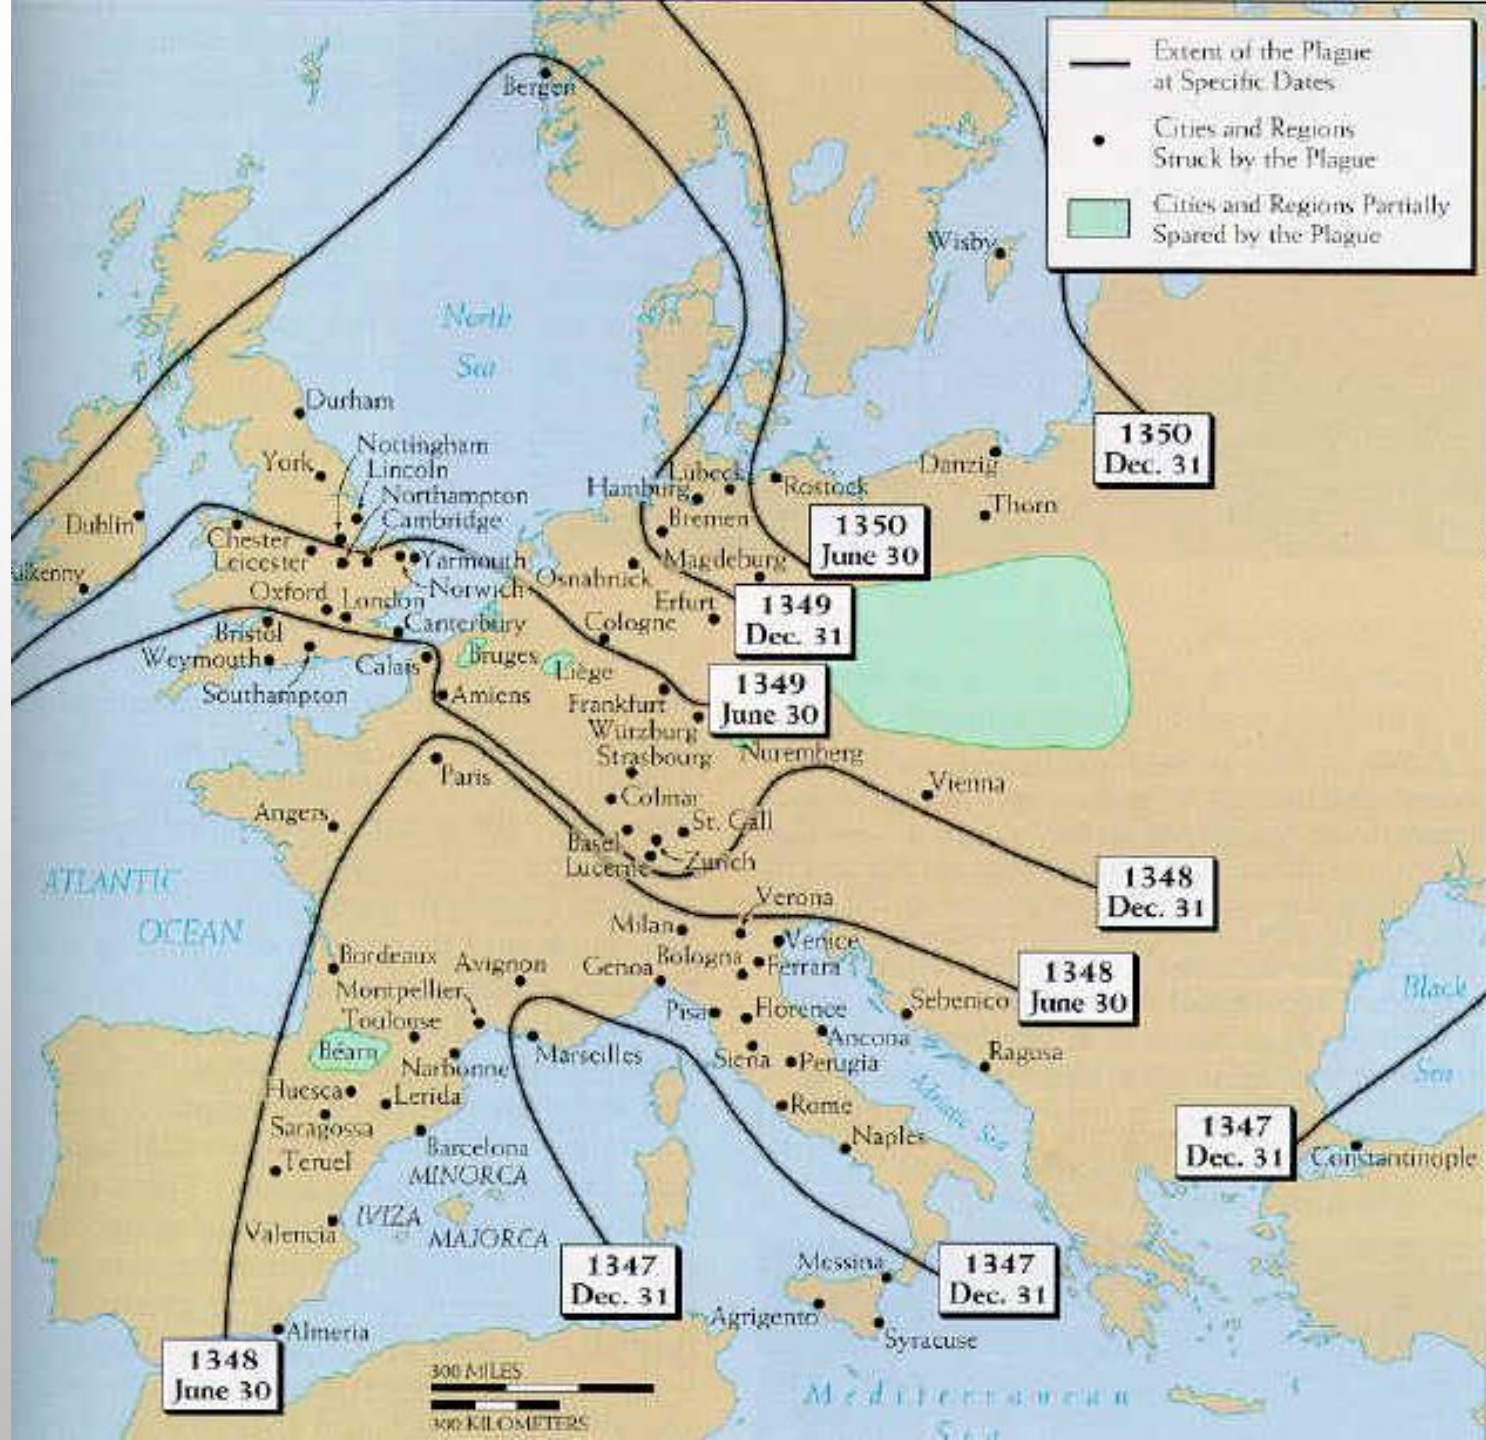 Extent of the Plague
at Specific Dates
Cities and Regions
Struck by the Plague
Cities and Regions Partially
Spared by the Plague
Bergen
Wisby
North
Sea
Durham
Nottingham
York
Lincoln
Northampton
Cambridge
Dublin
Chester
Leicester
Yarmouth
Norwich
Oxford
London
Canterbury
Bristol
Weymouth
Southampton
Calais
Bruges
Liège
Amiens
Hamburg
Lübeck
Rostock
Danzig
Thorn
Bremen
Magdeburg
Osnabrück
Erfurt
Cologne
1350
Dec. 31
1350
June 30
1349
Dec. 31
1349
June 30
Frankfurt
Würzburg
Nuremberg
Strasbourg
Paris
Colmar
Vienna
Angers
St. Gall
Basel
Lucerne
Zurich
1348
Dec. 31
ATLANTIC
OCEAN
Verona
Milan
Venice
Bordeaux
Avignon
Genoa
Bologna
Ferrara
1348
June 30
Montpellier
Pisa
Florence
Sebenico
Black
Sea
Toulouse
Béarn
Marseilles
Siena
Ancona
Perugia
Ragusa
Narbonne
Huesca
Lerida
Rome
Adriatic Sea
Saragossa
Barcelona
Naples
1347
Dec. 31
Constantinople
Teruel
MINORCA
Valencia
IVIZA
MAJORCA
1347
Dec. 31
Messina
1347
Dec. 31
Agrigento
Syracuse
Almeria
1348
June 30
300 MILES
300 KILOMETERS
Mediterranean
Sea